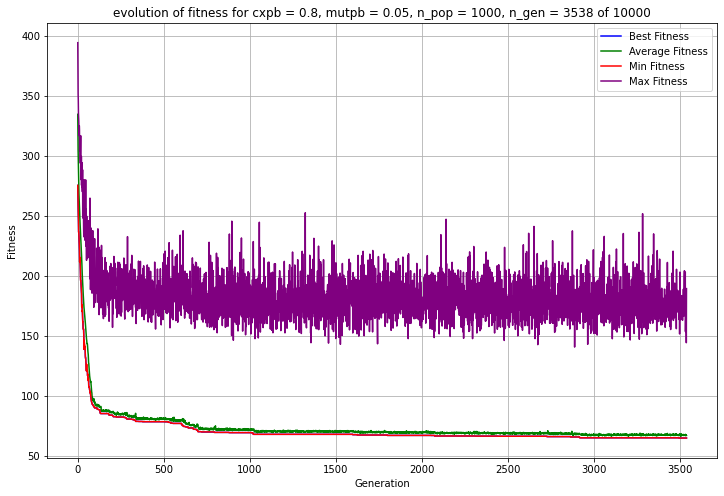 evolution of fitness for cxpb = 0.8, mutpb = 0.05, n_pop = 1000, n_gen = 3538 of 10000
Best Fitness
Average Fitness
Min Fitness
Max Fitness
400
350
300
250
200
150
100
50
Fitness
0
500
1000
1500
2000
2500
3000
3500
Generation